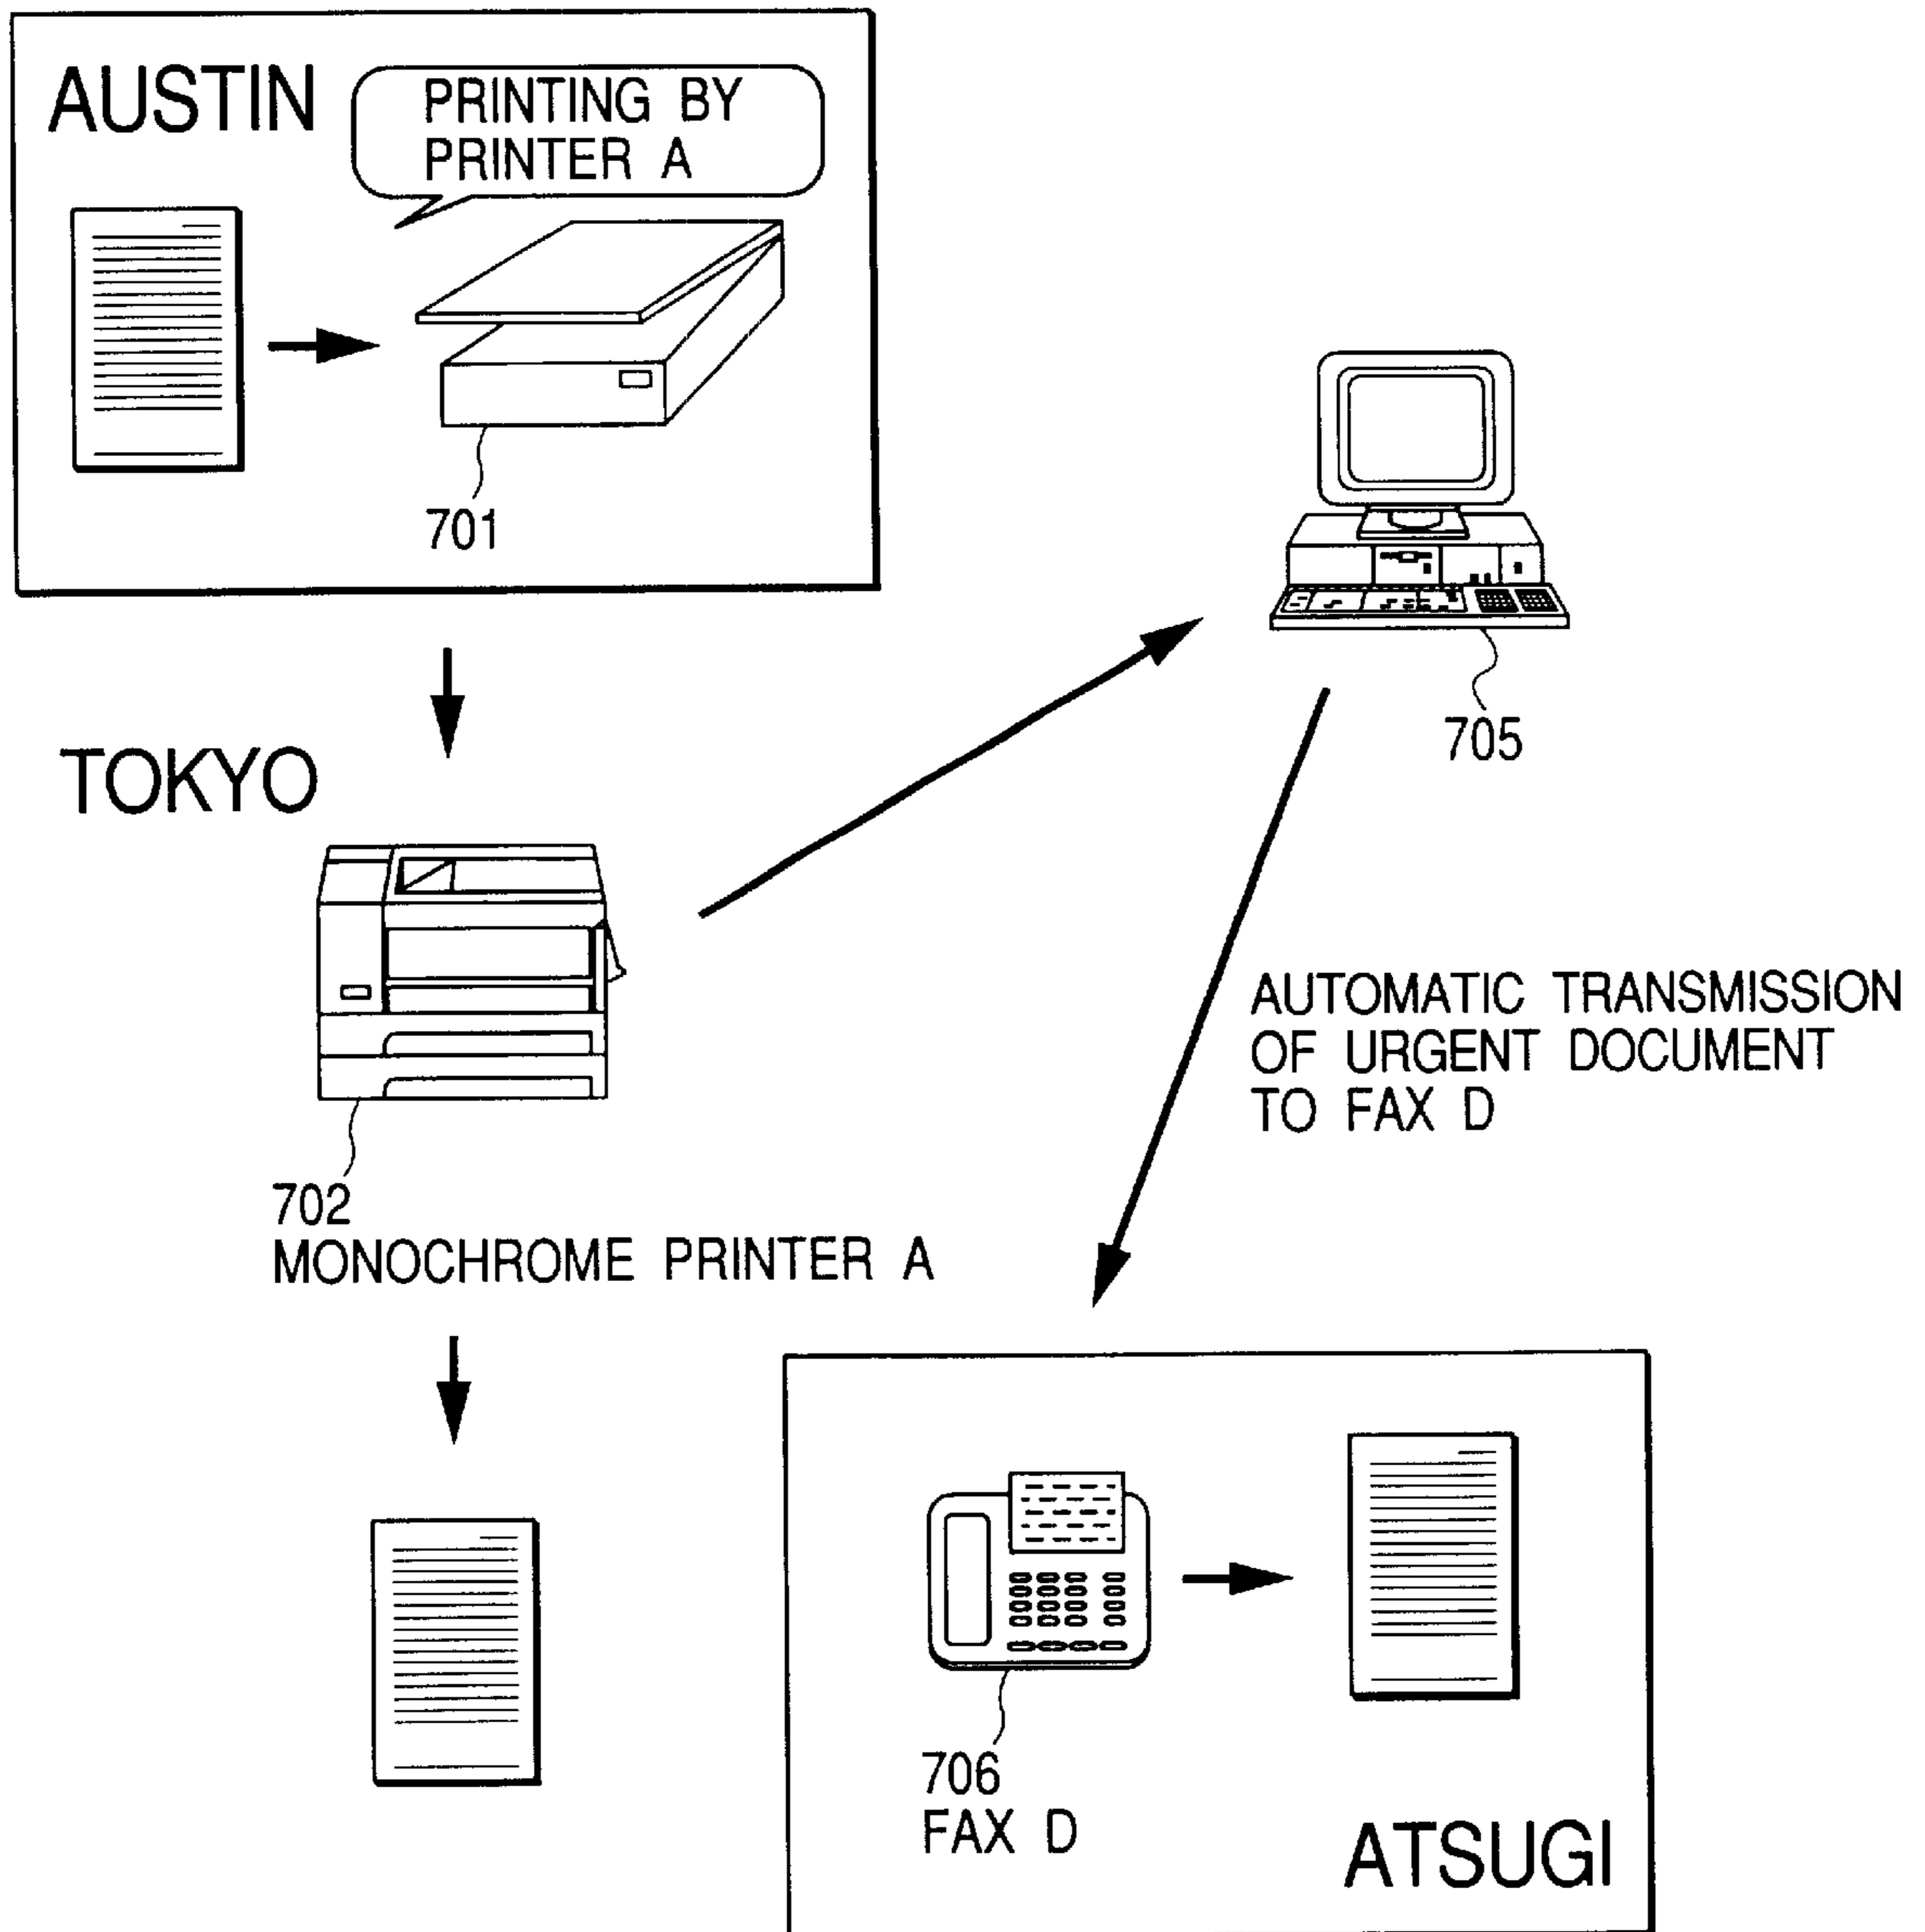 AUSTIN
PRINTING BY
PRINTER A
701
705
TOKYO
AUTOMATIC TRANSMISSION
OF URGENT DOCUMENT
TO FAX D
702
MONOCHROME PRINTER A
706
FAX D
ATSUGI